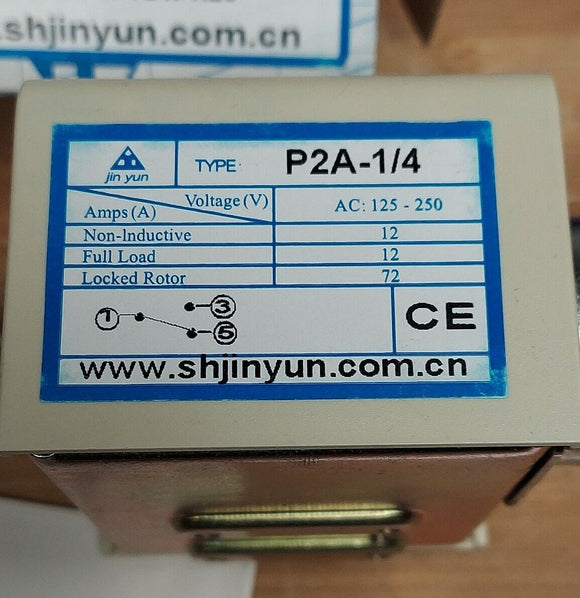 www.shjinyun.com.cn
jin yun
TYPE: P2A-1/4
Voltage (V)
Amps (A)
AC: 125 - 250
Non-Inductive 12
Full Load 12
Locked Rotor 72
1 3
5
CE
www.shjinyun.com.cn